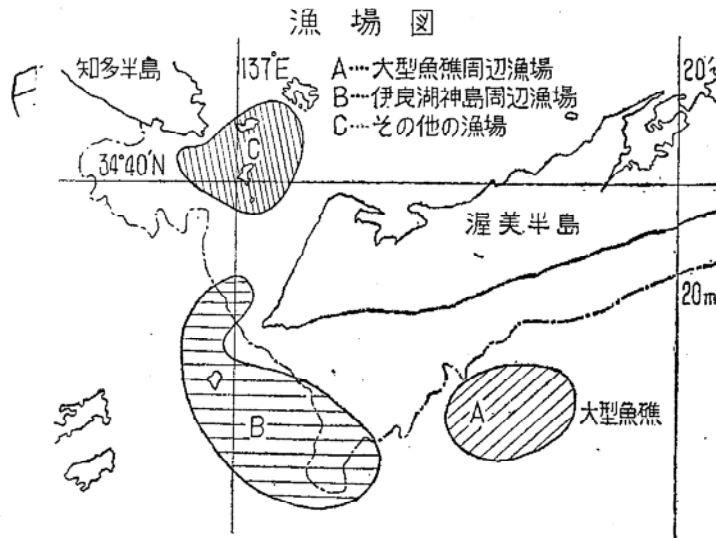 漁場図
知多半島
137°E
A…大型魚礁周辺漁場
B…伊良湖神島周辺漁場
C…その他の漁場
34°40'N
C
渥美半島
20m
A
大型魚礁
B